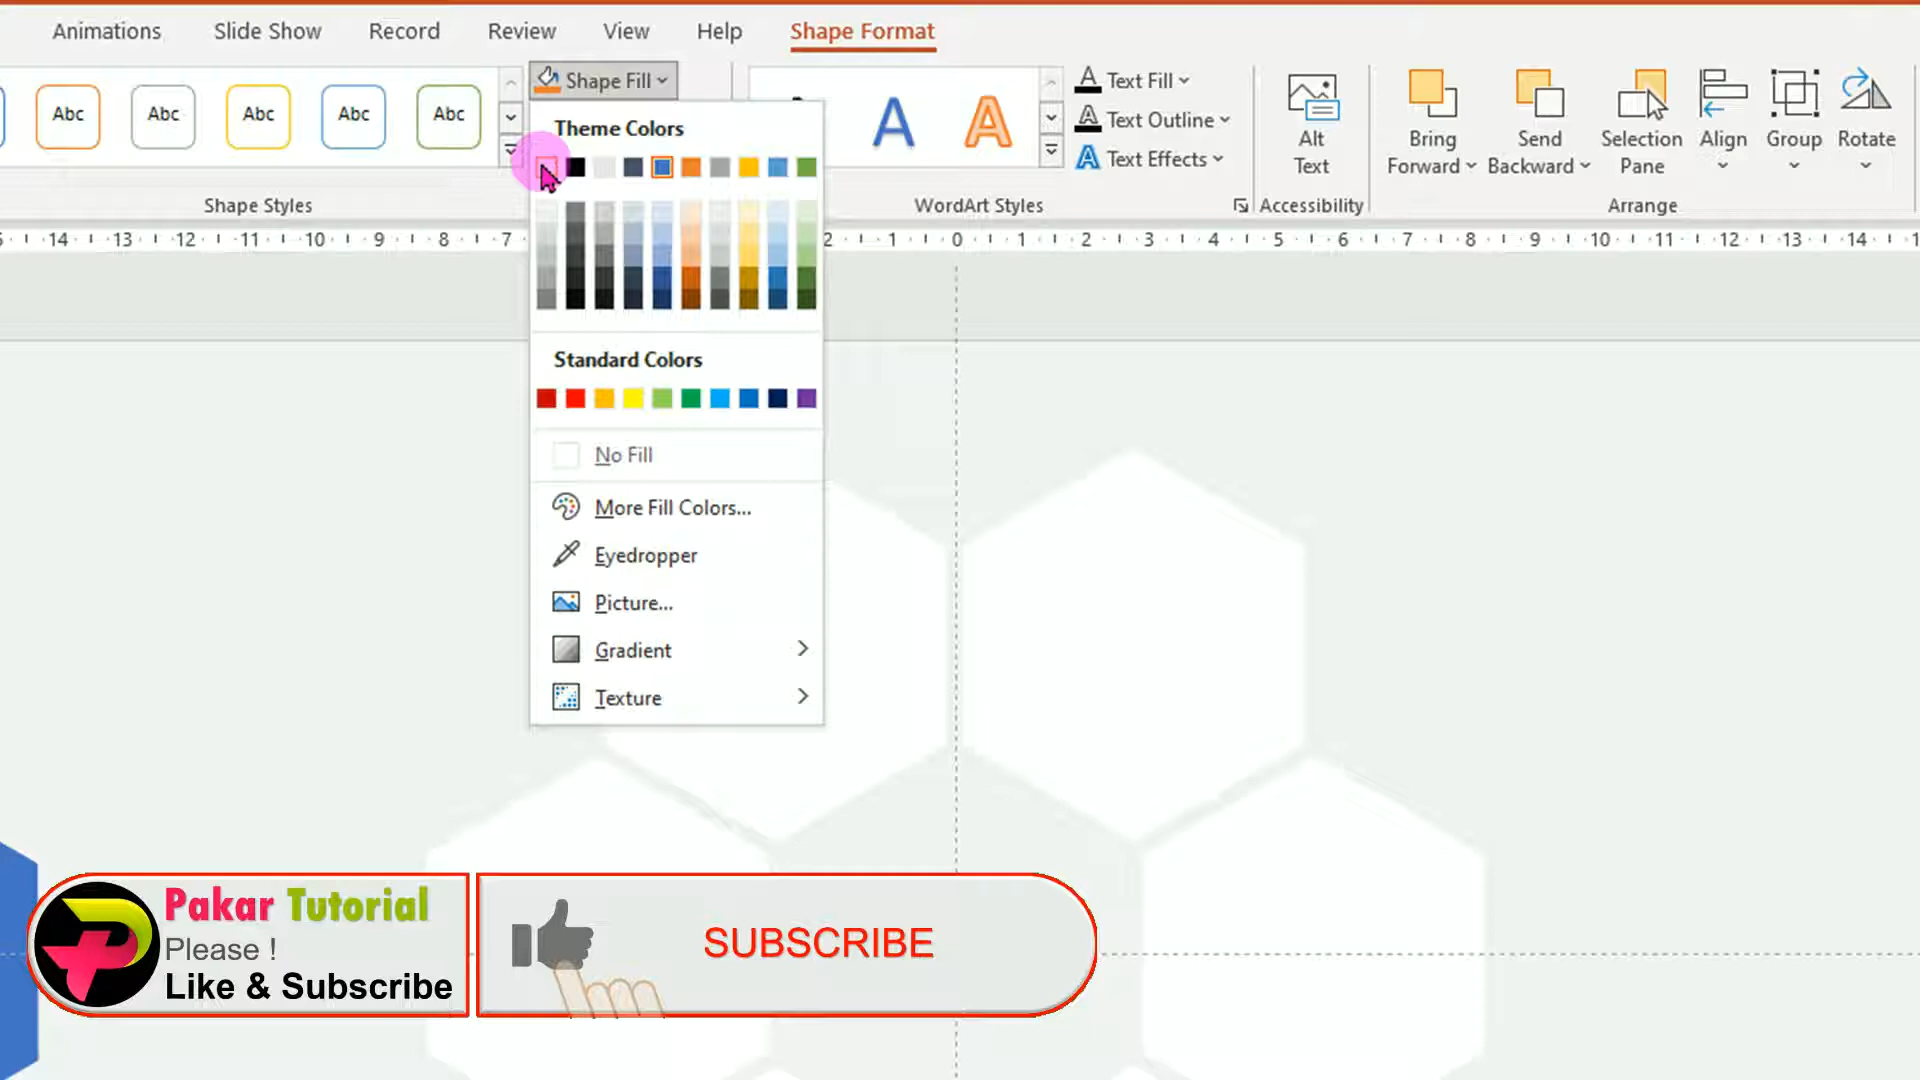 Animations Slide Show Record Review View Help Shape Format
Abc Abc Abc Abc Abc
Shape Fill
A A
Text Fill
Text Outline
Text Effects
Alt Text
Bring Forward
Send Backward
Selection Pane
Align
Group
Rotate
Shape Styles
WordArt Styles
Accessibility
Arrange
14 13 12 11 10 9 8 7 2 1 0 1 2 3 4 5 6 7 8 9 10 11 12 13 14
Theme Colors
Standard Colors
No Fill
More Fill Colors...
Eyedropper
Picture...
Gradient
Texture
Pakar Tutorial
Please !
Like & Subscribe
SUBSCRIBE